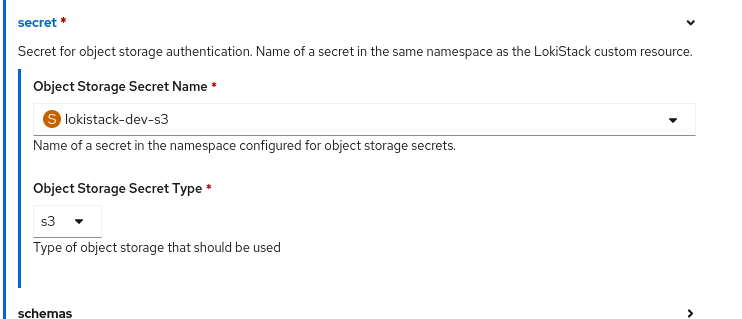 secret *
Secret for object storage authentication. Name of a secret in the same namespace as the LokiStack custom resource.
Object Storage Secret Name *
S lokistack-dev-s3
Name of a secret in the namespace configured for object storage secrets.
Object Storage Secret Type *
s3
Type of object storage that should be used
schemas